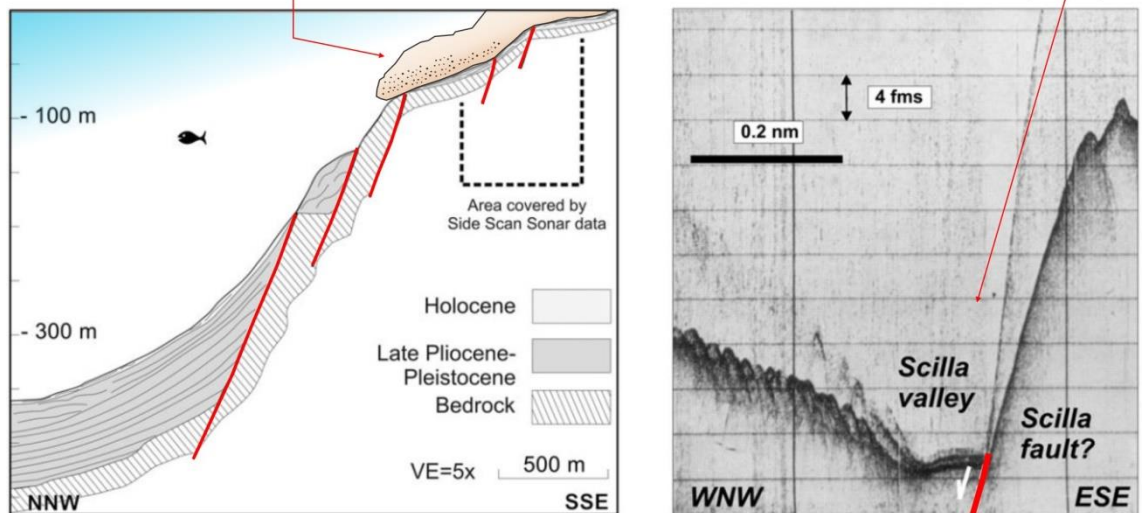 - 100 m
Area covered by
Side Scan Sonar data
- 300 m
Holocene
Late Pliocene-
Pleistocene
Bedrock
VE=5x
500 m
NNW
SSE
4 fms
0.2 nm
Scilla
valley
Scilla
fault?
WNW
ESE